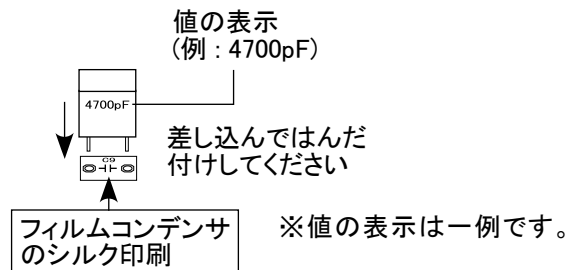 値の表示
(例：4700pF)
4700pF
差し込んではんだ
付けしてください
C9
フィルムコンデンサ
のシルク印刷
※値の表示は一例です。